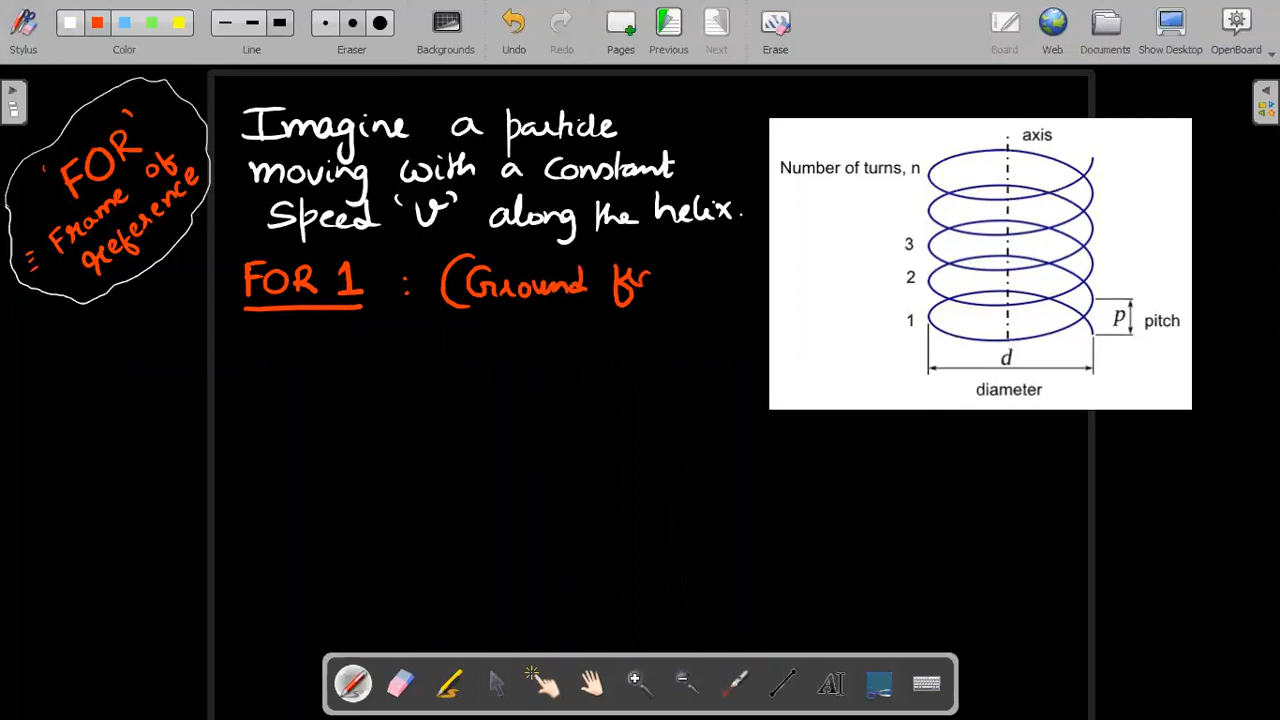 Stylus
Color
Line
Eraser
Backgrounds
Undo
Redo
Pages
Previous
Next
Erase
Board
Web
Documents
Show Desktop
OpenBoard
'FOR'
≡ Frame of
reference
Imagine a particle
moving with a constant
Speed 'v' along the helix.
FOR 1 : (Ground fr
axis
Number of turns, n
3
2
1
p pitch
d
diameter